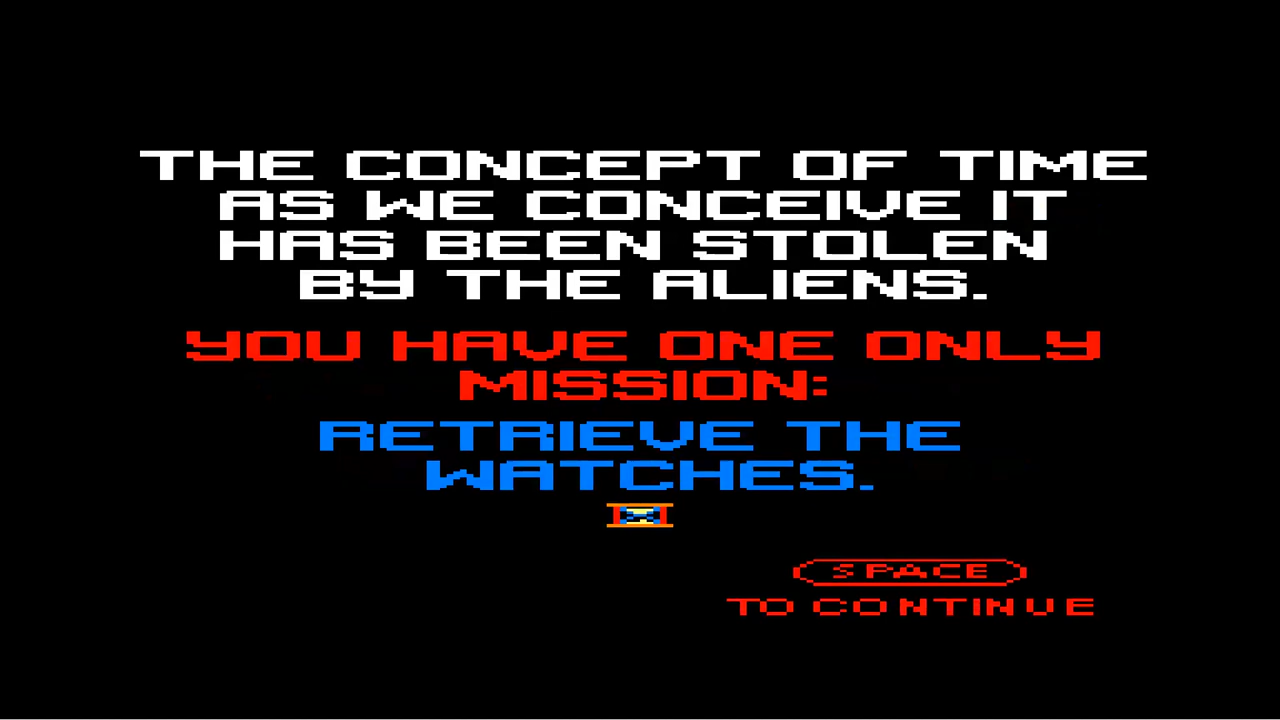 THE CONCEPT OF TIME
AS WE CONCEIVE IT
HAS BEEN STOLEN
BY THE ALIENS.
YOU HAVE ONE ONLY
MISSION:
RETRIEVE THE
WATCHES.
SPACE
TO CONTINUE